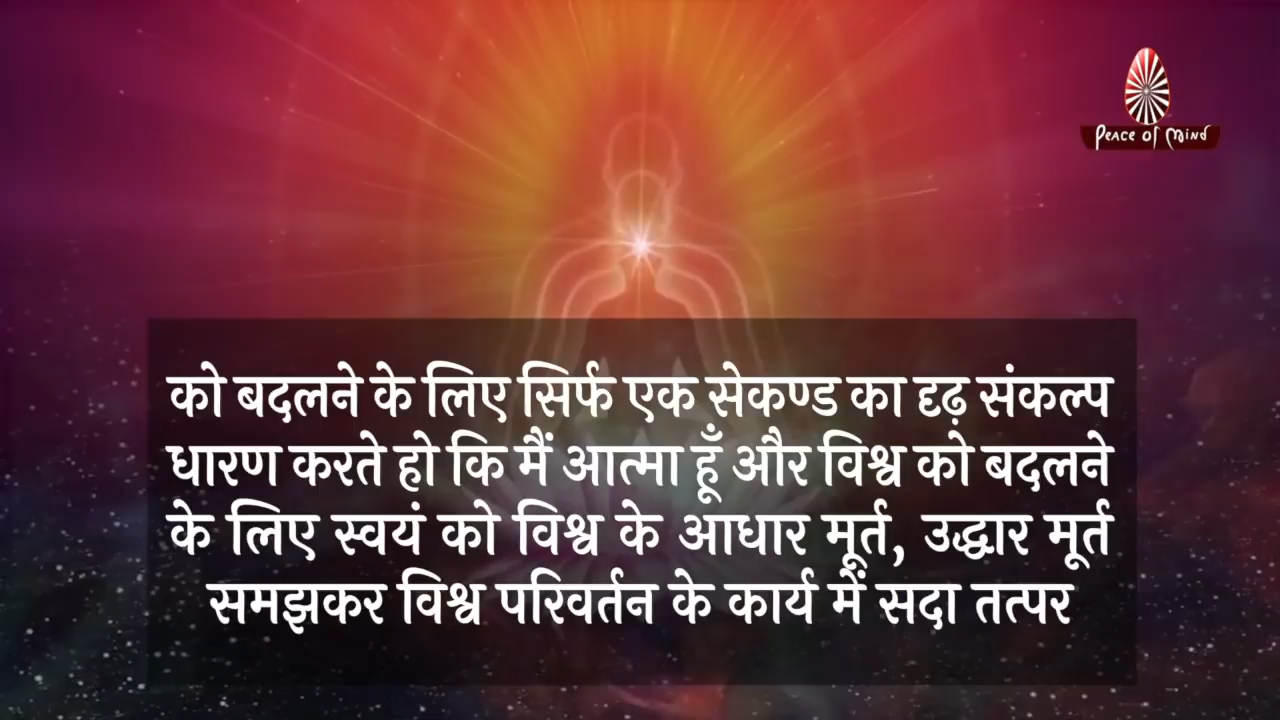 Peace of Mind
को बदलने के लिए सिर्फ एक सेकण्ड का दृढ़ संकल्प
धारण करते हो कि मैं आत्मा हूँ और विश्व को बदलने
के लिए स्वयं को विश्व के आधार मूर्त, उद्धार मूर्त
समझकर विश्व परिवर्तन के कार्य में सदा तत्पर